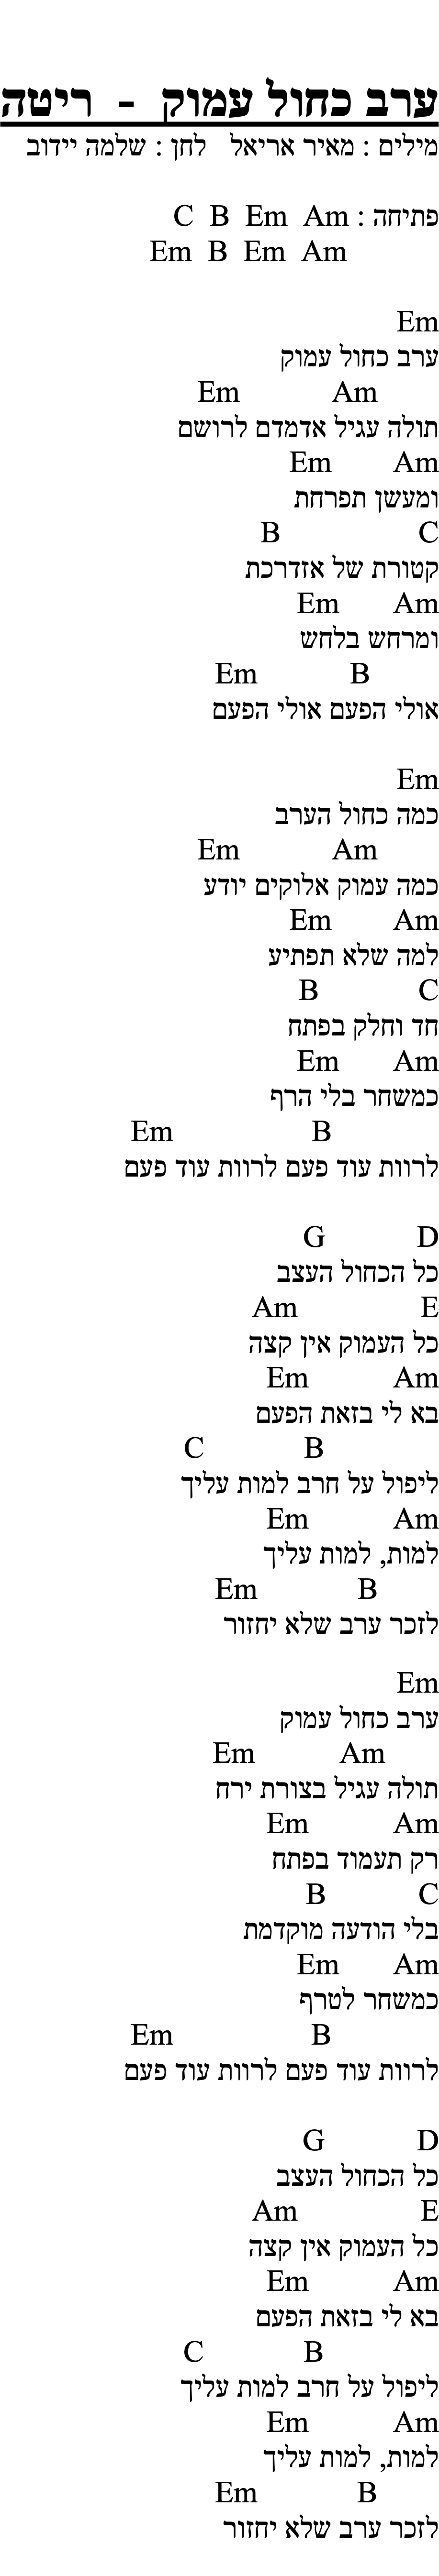 ערב כחול עמוק - ריטה
מילים : מאיר אריאל לחן : שלמה יידוב
פתיחה : C B Em Am
Em B Em Am
Em
ערב כחול עמוק
Em Am
תולה עגיל אדמדם לרושם
Em Am
ומעשן תפרחת
B C
קטורת של אזדרכת
Em Am
ומרחש בלחש
Em B
אולי הפעם אולי הפעם
Em
כמה כחול הערב
Em Am
כמה עמוק אלוקים יודע
Em Am
למה שלא תפתיע
B C
חד וחלק בפתח
Em Am
כמשחר בלי הרף
Em B
לרוות עוד פעם לרוות עוד פעם
G D
כל הכחול העצב
Am E
כל העמוק אין קצה
Em Am
בא לי בזאת הפעם
C B
ליפול על חרב למות עליך
Em Am
למות, למות עליך
Em B
לזכר ערב שלא יחזור
Em
ערב כחול עמוק
Em Am
תולה עגיל בצורת ירח
Em Am
רק תעמוד בפתח
B C
בלי הודעה מוקדמת
Em Am
כמשחר לטרף
Em B
לרוות עוד פעם לרוות עוד פעם
G D
כל הכחול העצב
Am E
כל העמוק אין קצה
Em Am
בא לי בזאת הפעם
C B
ליפול על חרב למות עליך
Em Am
למות, למות עליך
Em B
לזכר ערב שלא יחזור